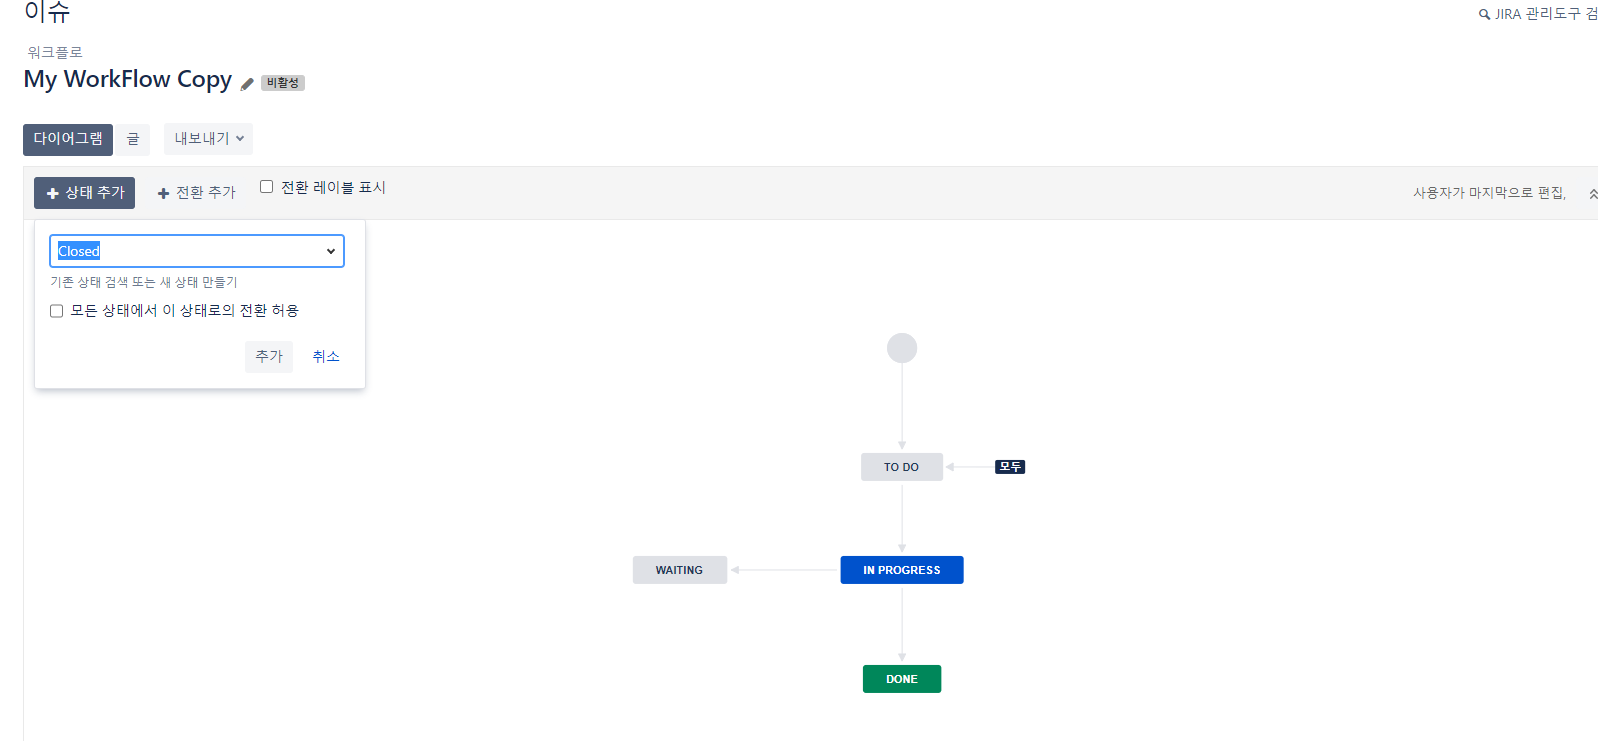 이슈
JIRA 관리도구 검
워크플로
My WorkFlow Copy 비활성
다이어그램 글 내보내기
상태 추가 전환 추가 전환 레이블 표시 사용자가 마지막으로 편집,
Closed
기존 상태 검색 또는 새 상태 만들기
모든 상태에서 이 상태로의 전환 허용
추가 취소
TO DO 모두
WAITING IN PROGRESS
DONE